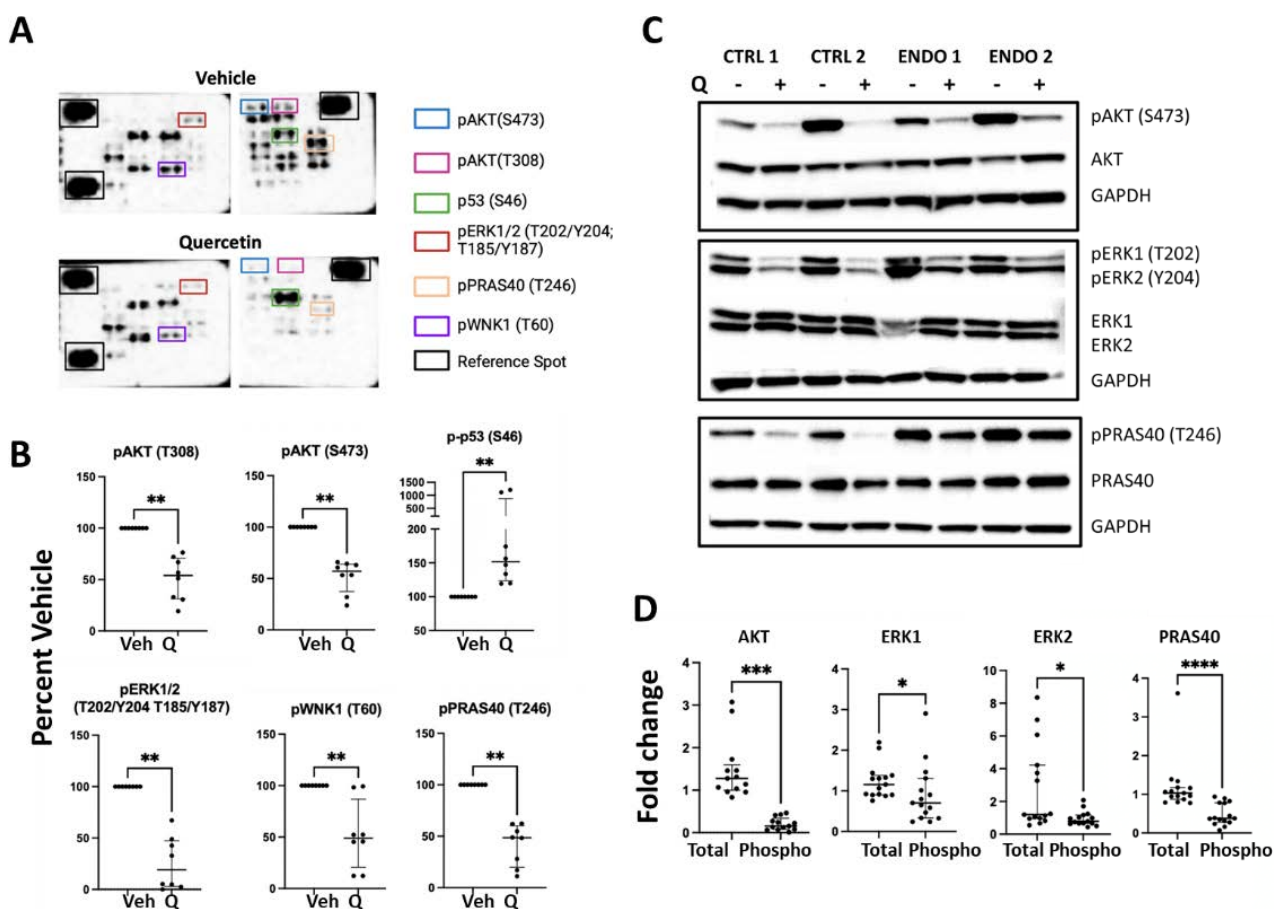 A
Vehicle
Quercetin
pAKT(S473)
pAKT(T308)
p53 (S46)
pERK1/2 (T202/Y204;
T185/Y187)
pPRAS40 (T246)
pWNK1 (T60)
Reference Spot
B
Percent Vehicle
pAKT (T308)
150
100
50
0
**
Veh Q
pAKT (S473)
150
100
50
0
**
Veh Q
p-p53 (S46)
1500
1000
500
200
150
100
50
**
Veh Q
pERK1/2
(T202/Y204 T185/Y187)
150
100
50
0
**
Veh Q
pWNK1 (T60)
150
100
50
0
**
Veh Q
pPRAS40 (T246)
150
100
50
0
**
Veh Q
C
CTRL 1 CTRL 2 ENDO 1 ENDO 2
Q - + - + - + - +
pAKT (S473)
AKT
GAPDH
pERK1 (T202)
pERK2 (Y204)
ERK1
ERK2
GAPDH
pPRAS40 (T246)
PRAS40
GAPDH
D
Fold change
AKT
4
3
2
1
0
***
Total Phospho
ERK1
4
3
2
1
0
*
Total Phospho
ERK2
10
8
6
4
2
0
*
Total Phospho
PRAS40
4
3
2
1
0
****
Total Phospho